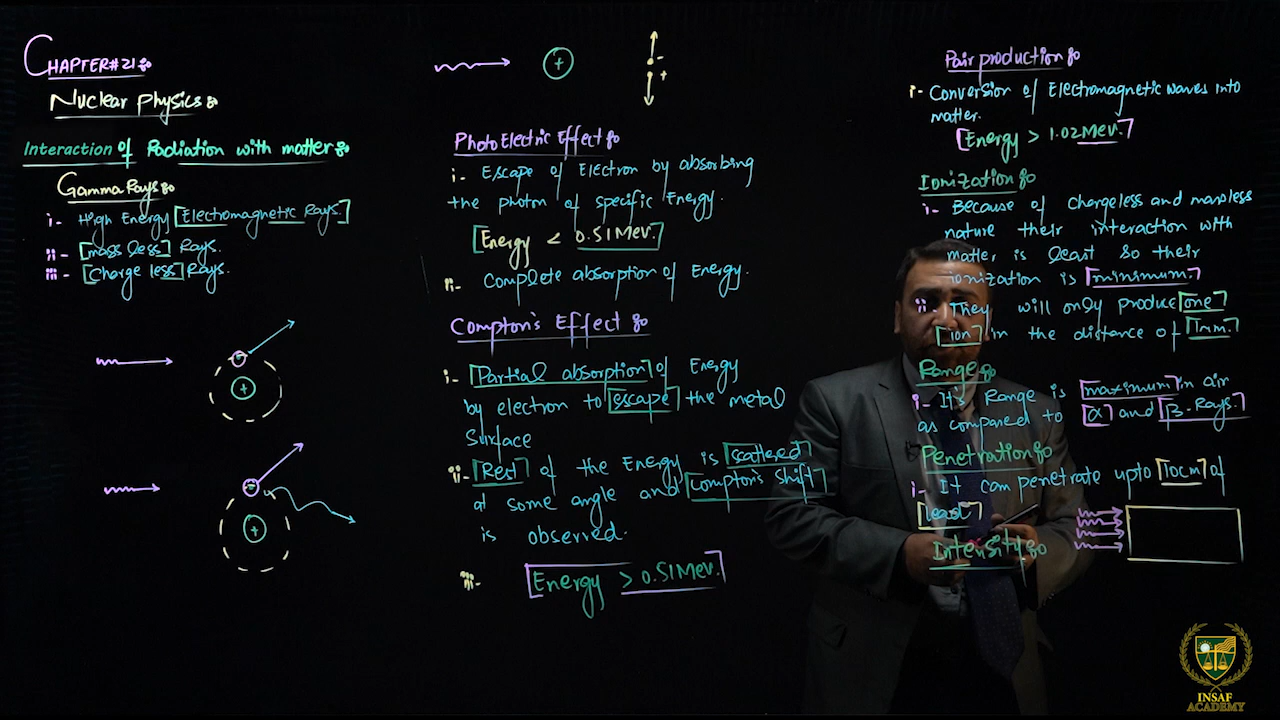 CHAPTER#21:
Nuclear Physics:
Interaction of Radiation with matter:
Gamma Rays:
i- High Energy [Electromagnetic Rays]
ii- [mass less] Rays.
iii- [Charge less] Rays.
Photo Electric Effect:
i- Escape of Electron by absorbing
the photon of specific Energy.
[Energy < 0.51Mev.]
ii- Complete absorption of Energy.
Compton's Effect:
i- [Partial absorption] of Energy
by electron to [escape] the metal
Surface
ii- [Rest] of the Energy is [scattered]
at some angle and [compton's shift]
is observed.
iii- [Energy > 0.51Mev.]
Pair production:
i- Conversion of Electromagnetic waves into
matter.
[Energy > 1.02Mev.]
Ionization:
i- Because of chargeless and massless
nature their interaction with
matter is least so their
ionization is [minimum.]
ii- They will only produce [one]
[ion] in the distance of [1mm.]
Range:
i- It's Range is [maximum] in air
as compared to [α] and [β-Rays.]
Penetration:
i- It can penetrate upto [10cm] of
[lead]
Intensity:
INSAF
ACADEMY